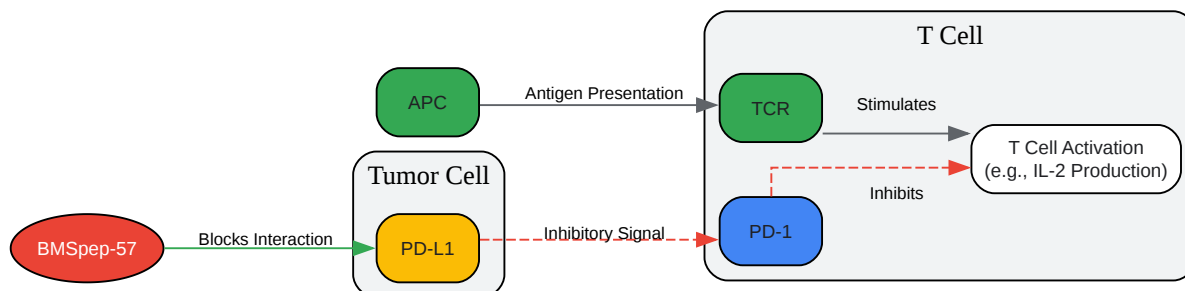 T Cell
APC
Antigen Presentation
TCR
Stimulates
T Cell Activation
(e.g., IL-2 Production)
Tumor Cell
Inhibits
BMSpep-57
Blocks Interaction
PD-L1
Inhibitory Signal
PD-1